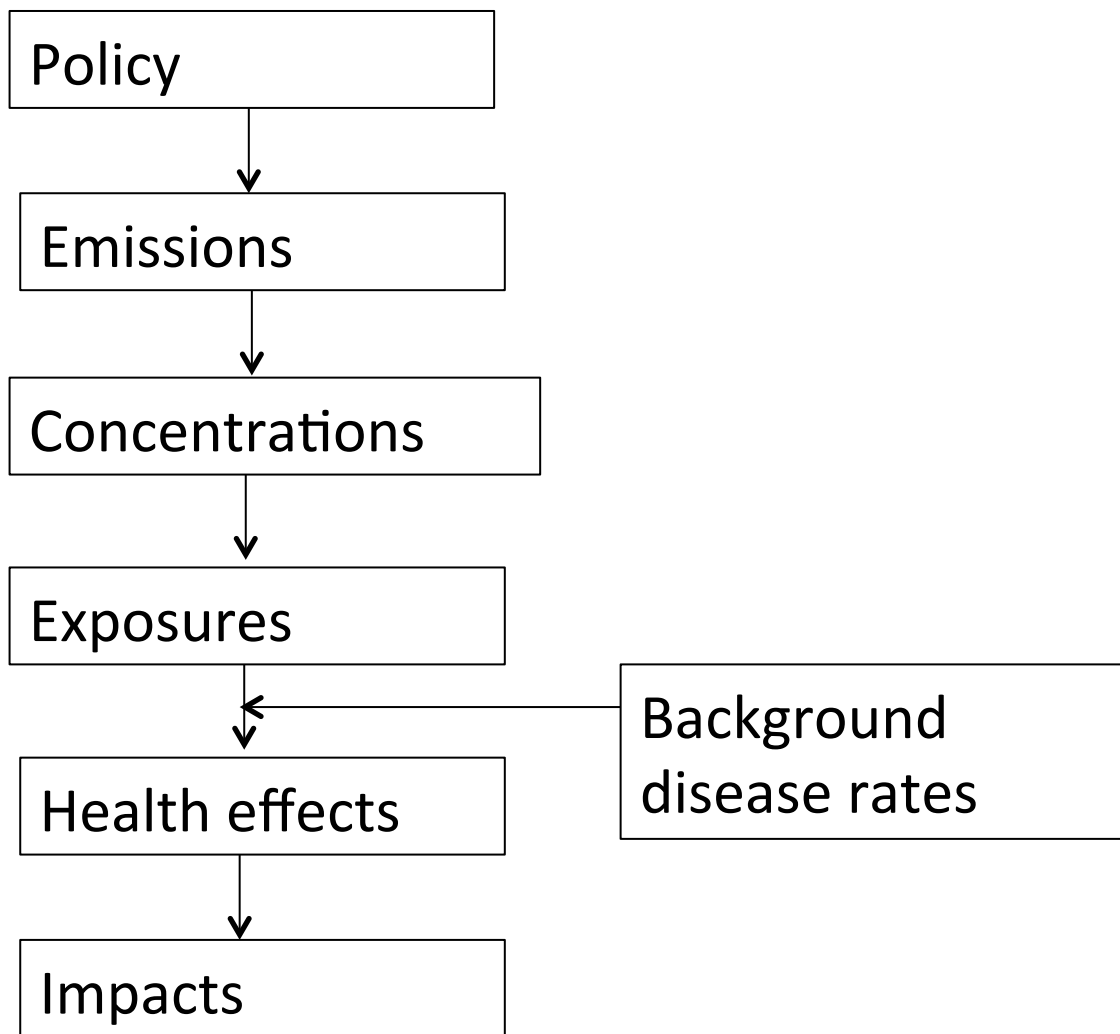 Policy
Emissions
Concentrations
Exposures
Background
disease rates
Health effects
Impacts